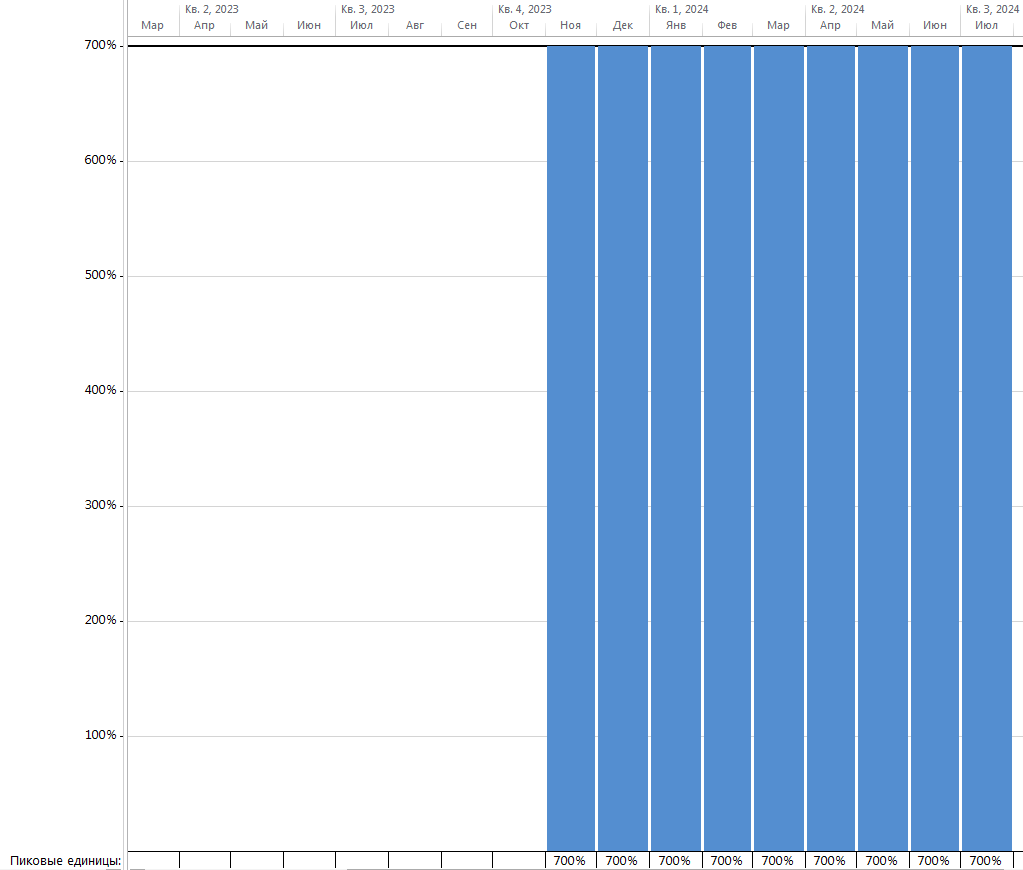 Кв. 2, 2023 Кв. 3, 2023 Кв. 4, 2023 Кв. 1, 2024 Кв. 2, 2024 Кв. 3, 2024
Мар Апр Май Июн Июл Авг Сен Окт Ноя Дек Янв Фев Мар Апр Май Июн Июл
700%
600%
500%
400%
300%
200%
100%
Пиковые единицы: 700% 700% 700% 700% 700% 700% 700% 700% 700%